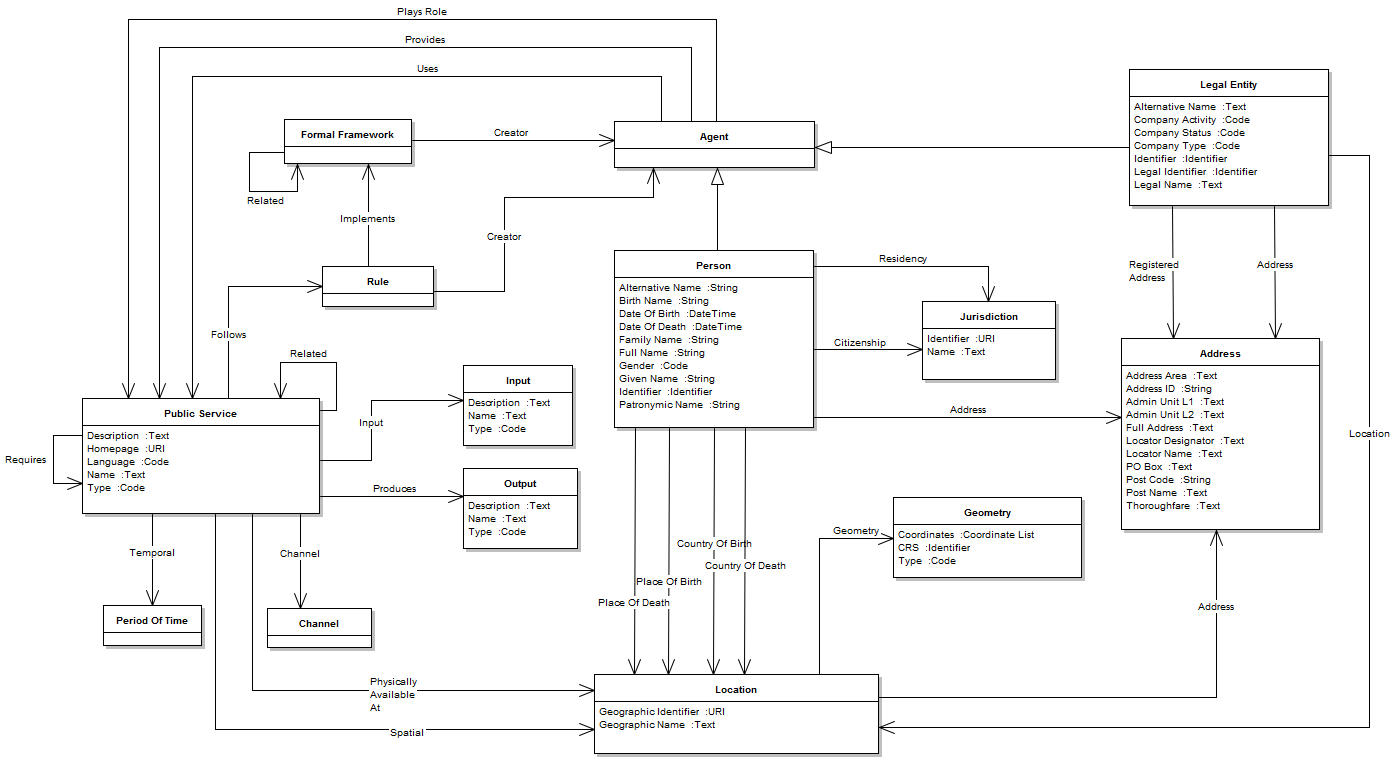 Plays Role
Provides
Uses
Legal Entity
Alternative Name :Text
Company Activity :Code
Company Status :Code
Company Type :Code
Identifier :Identifier
Legal Identifier :Identifier
Legal Name :Text
Formal Framework
Creator
Agent
Related
Implements
Creator
Rule
Follows
Person
Alternative Name :String
Birth Name :String
Date Of Birth :DateTime
Date Of Death :DateTime
Family Name :String
Full Name :String
Gender :Code
Given Name :String
Identifier :Identifier
Patronymic Name :String
Residency
Citizenship
Jurisdiction
Identifier :URI
Name :Text
Registered
Address
Address
Address
Address
Address Area :Text
Address ID :String
Admin Unit L1 :Text
Admin Unit L2 :Text
Full Address :Text
Locator Designator :Text
Locator Name :Text
PO Box :Text
Post Code :String
Post Name :Text
Thoroughfare :Text
Location
Related
Public Service
Description :Text
Homepage :URI
Language :Code
Name :Text
Type :Code
Requires
Input
Input
Description :Text
Name :Text
Type :Code
Produces
Output
Description :Text
Name :Text
Type :Code
Temporal
Channel
Period Of Time
Channel
Country Of Birth
Country Of Death
Place Of Birth
Place Of Death
Geometry
Geometry
Coordinates :Coordinate List
CRS :Identifier
Type :Code
Address
Physically
Available
At
Spatial
Location
Geographic Identifier :URI
Geographic Name :Text